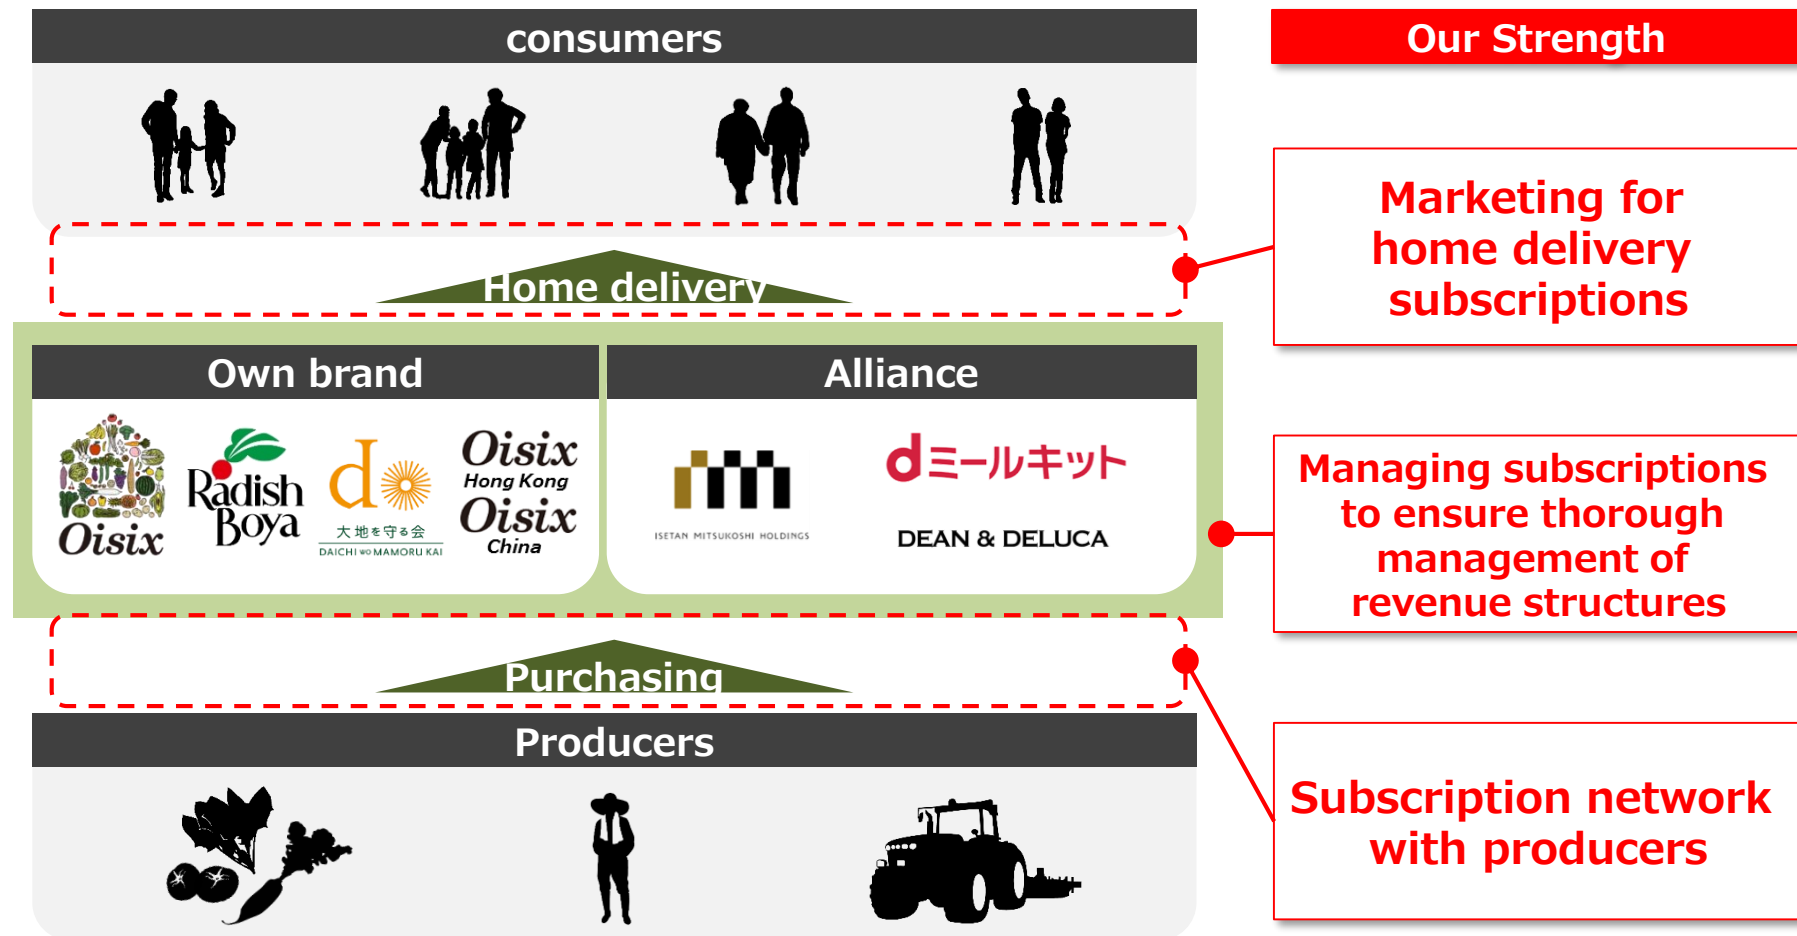 consumers
Our Strength
Marketing for
home delivery
subscriptions
Home delivery
Own brand
Alliance
Oisix
Radish
Boya
大地を守る会
DAICHI WO MAMORU KAI
Oisix
Hong Kong
Oisix
China
ISETAN MITSUKOSHI HOLDINGS
dミールキット
DEAN & DELUCA
Managing subscriptions
to ensure thorough
management of
revenue structures
Purchasing
Producers
Subscription network
with producers